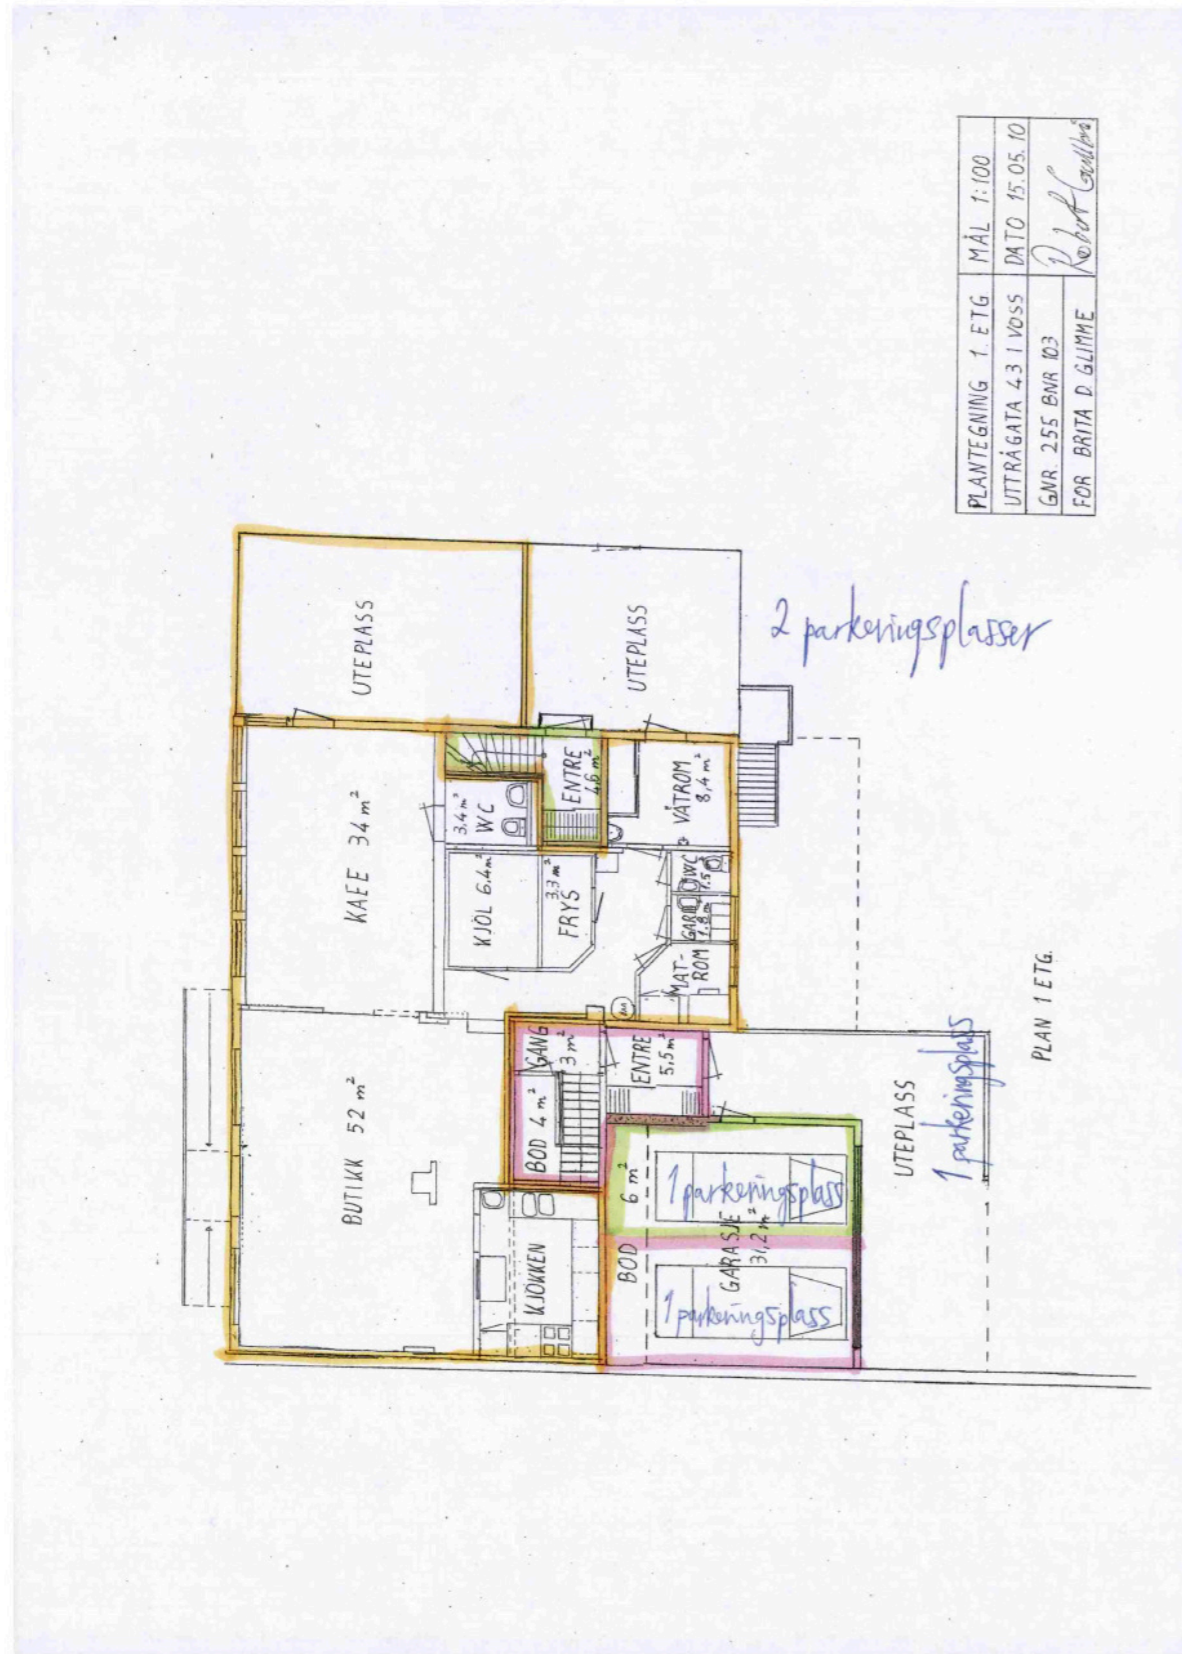 PLANTEGNING 1. ETG
MÅL 1:100
UTTRÅGATA 43 I VOSS
DATO 15.05.10
GNR. 255 BNR 103
FOR BRITA D. GLIMME
UTEPLASS
UTEPLASS
2 parkeringsplasser
KAFE 34 m²
3,4 m²
WC
ENTRE
4,6 m²
VÅTROM
8,4 m²
KJØL 6,4 m²
3,3 m²
FRYS
WC
1,5 m²
GARD
1,8 m²
MAT-
ROM
BUTIKK 52 m²
GANG
3 m²
BOD 4 m²
ENTRE
5,5 m²
KJØKKEN
BOD 6 m²
GARASJE
31,2 m²
1 parkeringsplass
1 parkeringsplass
UTEPLASS
1 parkeringsplass
PLAN 1 ETG.